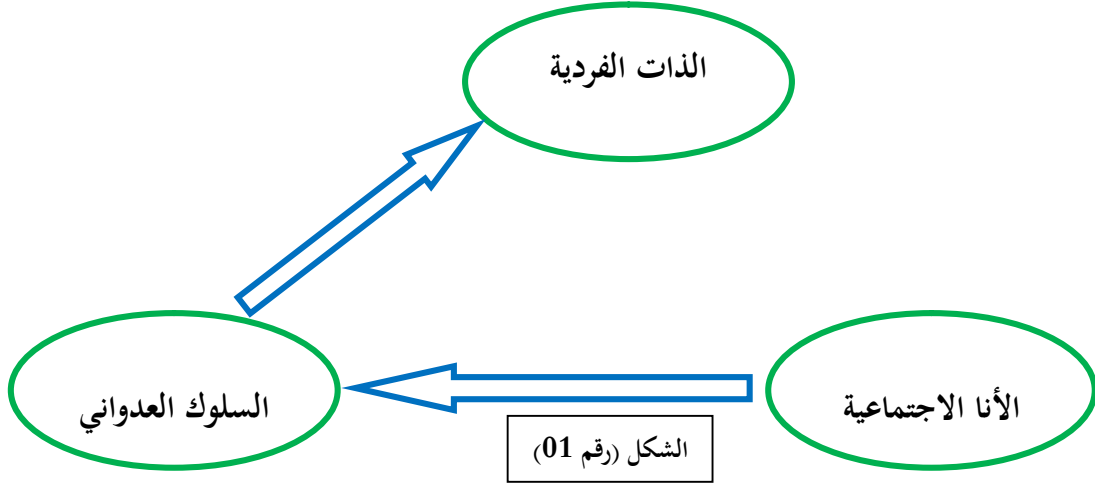 الذات الفردية
الأنا الاجتماعية
السلوك العدواني
الشكل (رقم 01)